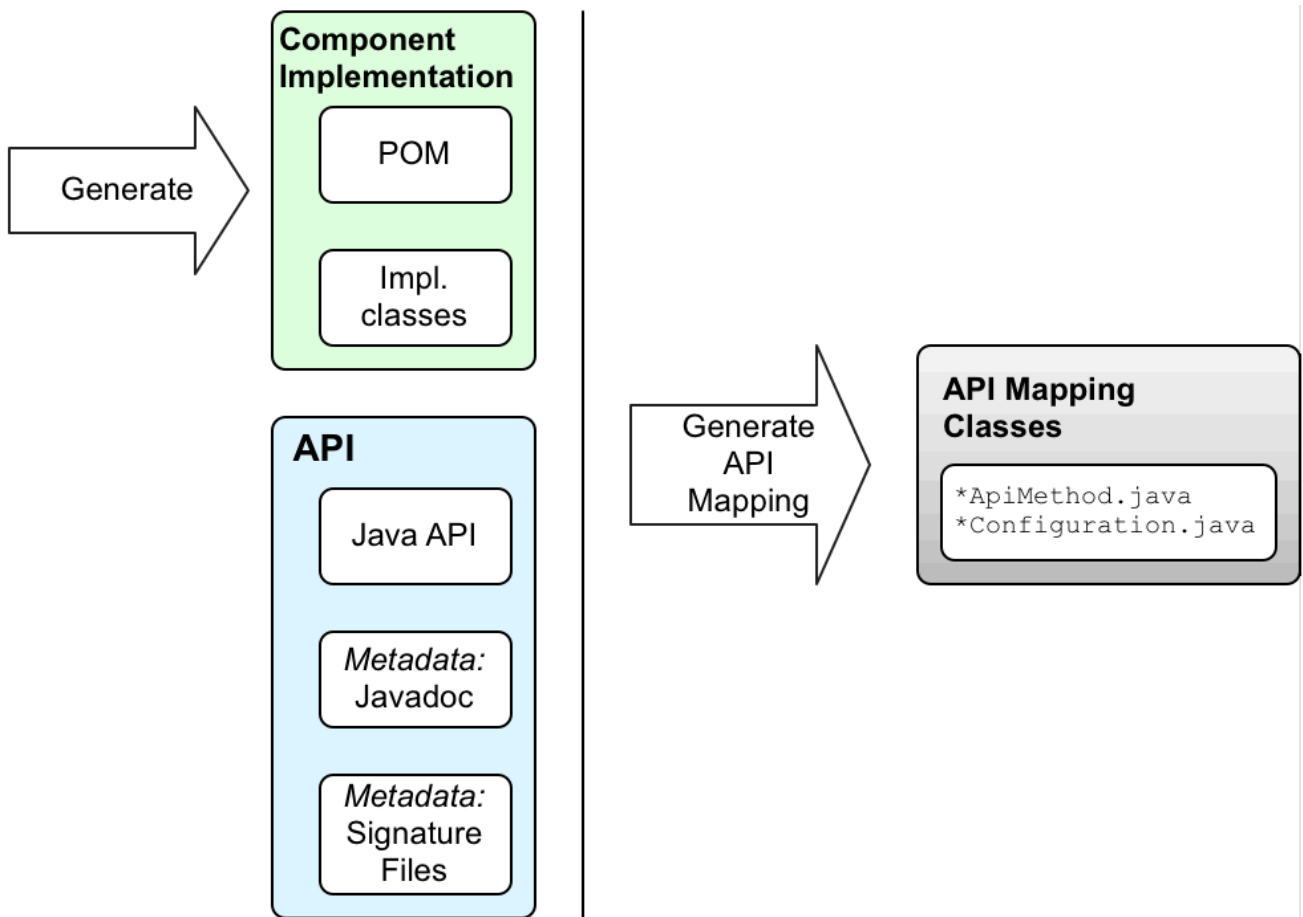 Generate
Component
Implementation
POM
Impl.
classes
API
Java API
Metadata:
Javadoc
Metadata:
Signature
Files
Generate
API
Mapping
API Mapping
Classes
*ApiMethod.java
*Configuration.java